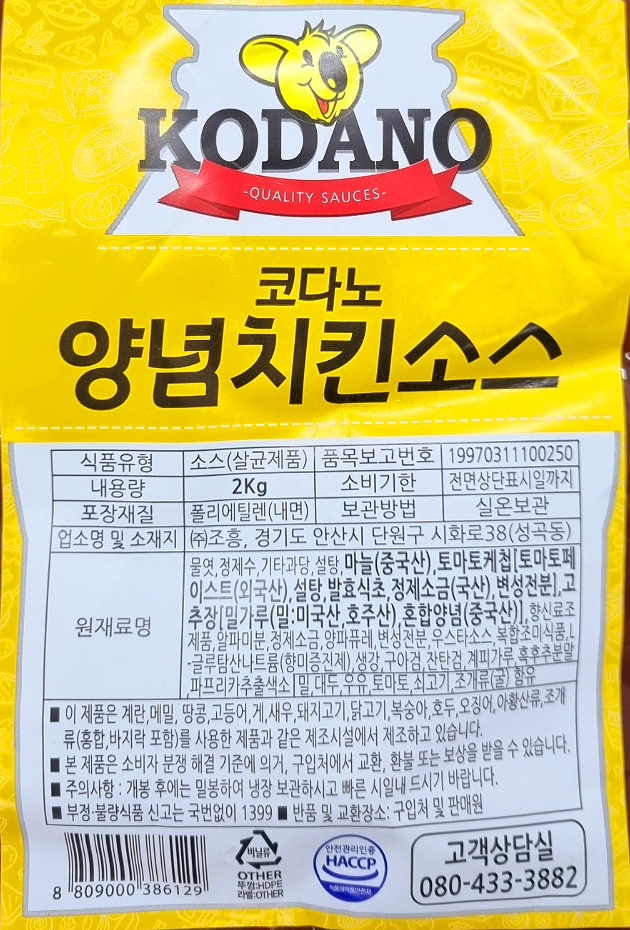 KODANO
-QUALITY SAUCES-
코다노
양념치킨소스
식품유형 소스(살균제품) 품목보고번호 19970311100250
내용량 2Kg 소비기한 전면상단표시일까지
포장재질 폴리에틸렌(내면) 보관방법 실온보관
업소명 및 소재지 ㈜조흥, 경기도 안산시 단원구 시화로38(성곡동)
원재료명
물엿,정제수,기타과당,설탕,마늘(중국산),토마토케첩[토마토페
이스트(외국산),설탕,발효식초,정제소금(국산),변성전분],고
추장[밀가루(밀:미국산,호주산),혼합양념(중국산)],향신료조
제품,알파미분,정제소금,양파퓨레,변성전분,우스타소스,복합조미식품,L
-글루탐산나트륨(향미증진제),생강,구아검,잔탄검,계피가루,흑후추분말,
파프리카추출색소 밀,대두,우유,토마토,쇠고기,조개류(굴) 함유
■ 이 제품은 계란,메밀, 땅콩,고등어,게,새우,돼지고기,닭고기,복숭아,호두,오징어,아황산류,조개
류(홍합,바지락 포함)를 사용한 제품과 같은 제조시설에서 제조하고 있습니다.
■ 본 제품은 소비자 분쟁 해결 기준에 의거, 구입처에서 교환, 환불 또는 보상을 받을 수 있습니다.
■ 주의사항 : 개봉 후에는 밀봉하여 냉장 보관하시고 빠른 시일내 드시기 바랍니다.
■ 부정·불량식품 신고는 국번없이 1399 ■ 반품 및 교환장소: 구입처 및 판매원
8 809000 386129
비닐류
OTHER
뚜껑:HDPE
라벨:OTHER
안전관리인증
HACCP
식품의약품안전처
고객상담실
080-433-3882